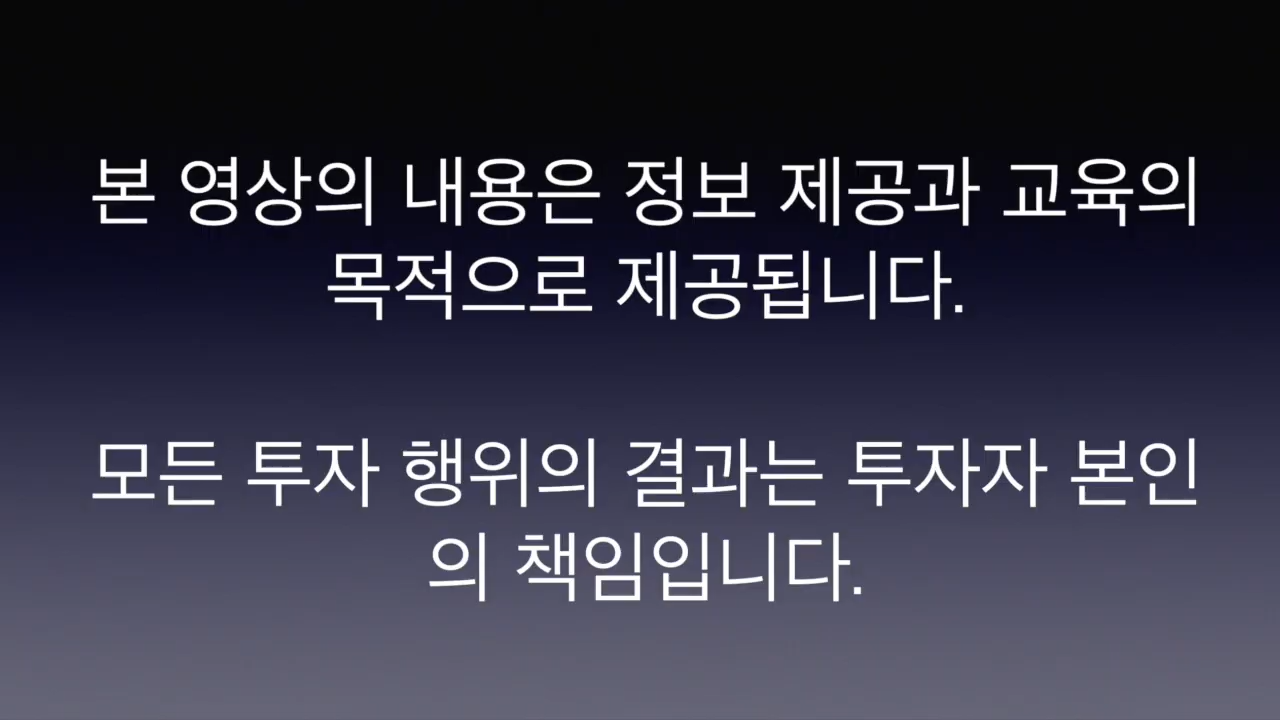 본 영상의 내용은 정보 제공과 교육의
목적으로 제공됩니다.
모든 투자 행위의 결과는 투자자 본인
의 책임입니다.